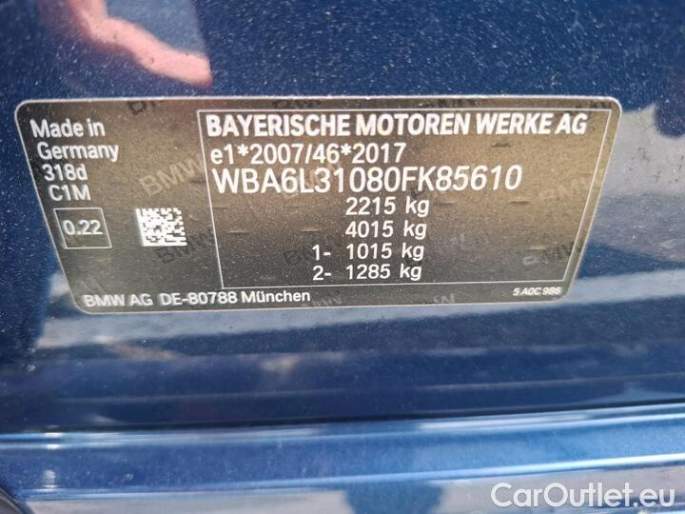 Made in
Germany
318d
C1M
0.22
BAYERISCHE MOTOREN WERKE AG
e1*2007/46*2017
WBA6L31080FK85610
2215 kg
4015 kg
1- 1015 kg
2- 1285 kg
BMW AG DE-80788 München
5 A0C 986
CarOutlet.eu